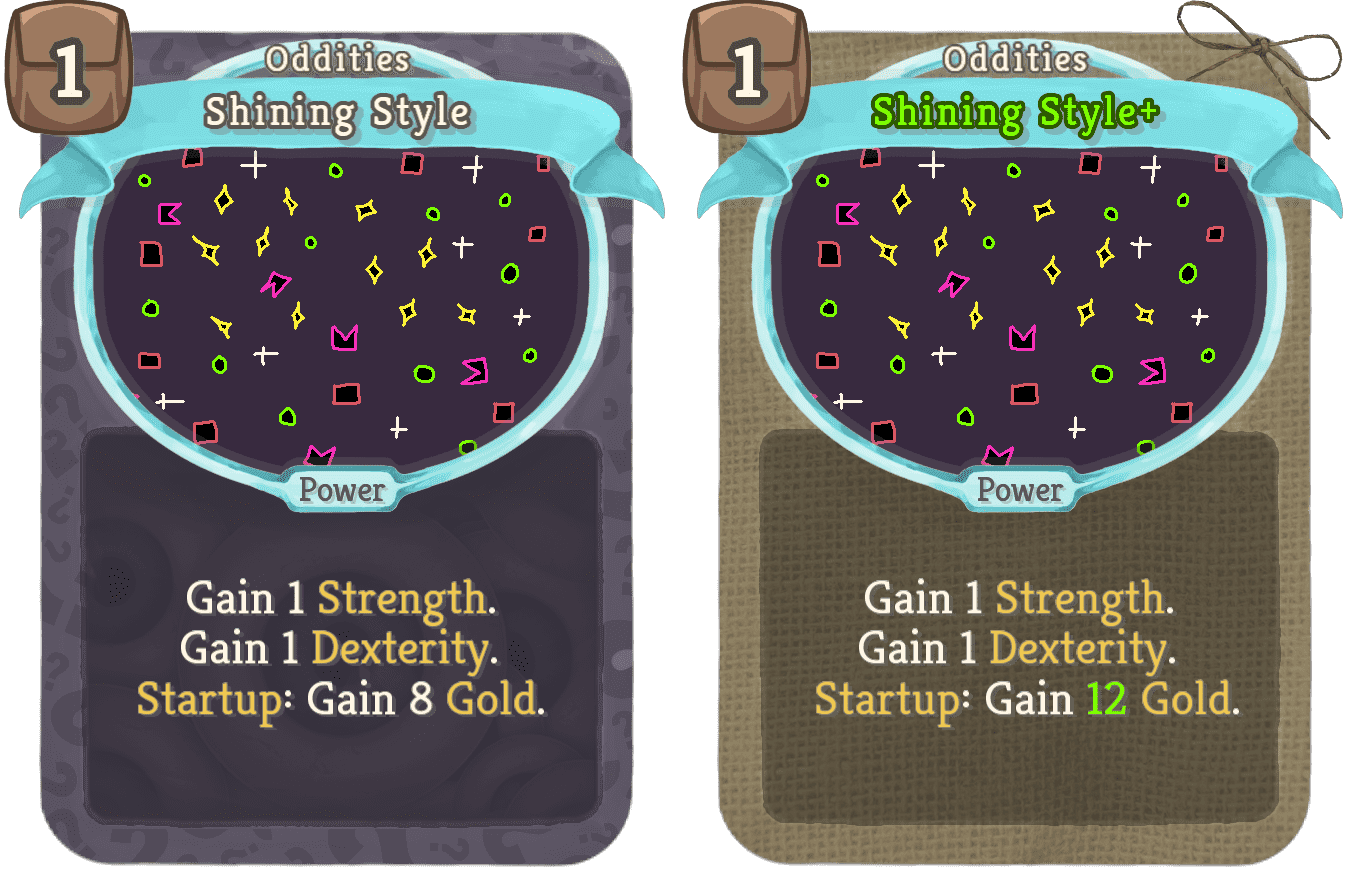 1
Oddities
Shining Style
Power
Gain 1 Strength.
Gain 1 Dexterity.
Startup: Gain 8 Gold.
1
Oddities
Shining Style+
Power
Gain 1 Strength.
Gain 1 Dexterity.
Startup: Gain 12 Gold.